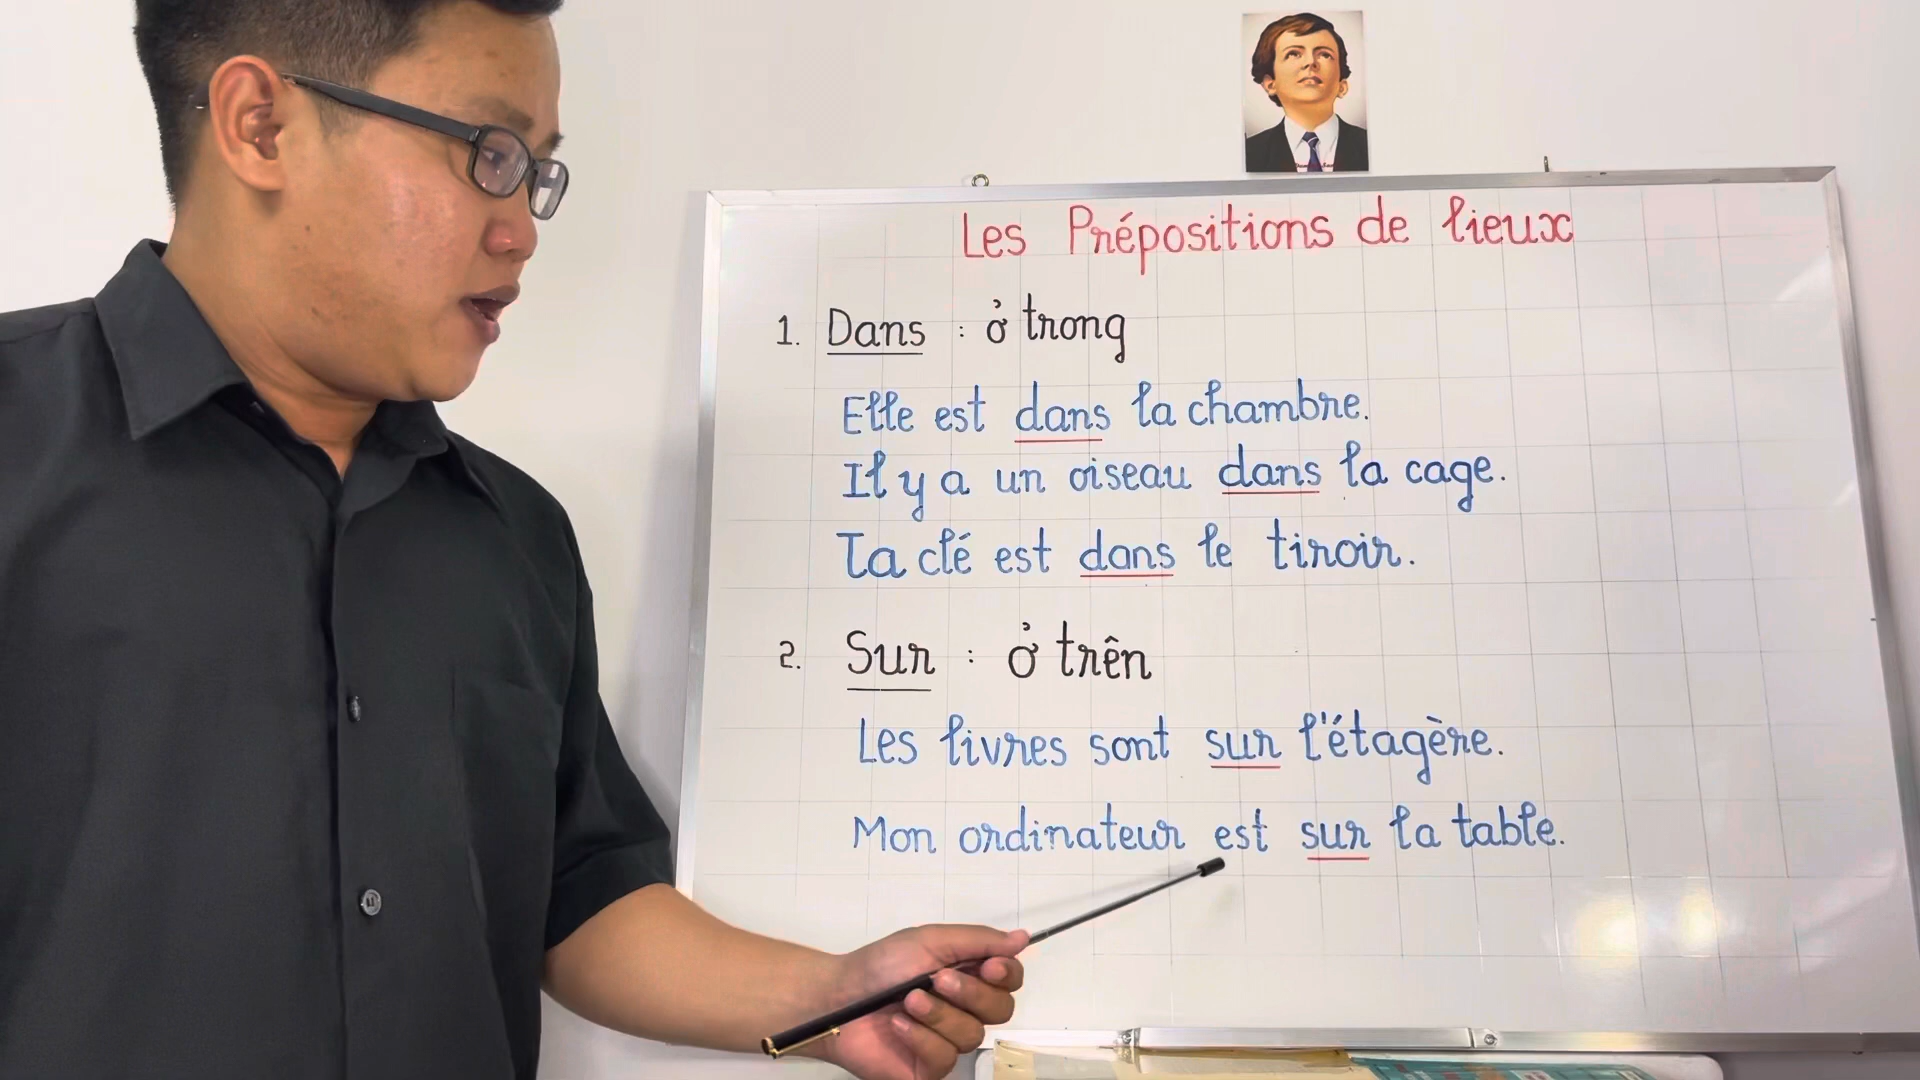 Les Prépositions de lieux
1. Dans : ở trong
Elle est dans la chambre.
Il y a un oiseau dans la cage.
Ta clé est dans le tiroir.
2. Sur : ở trên
Les livres sont sur l'étagère.
Mon ordinateur est sur la table.